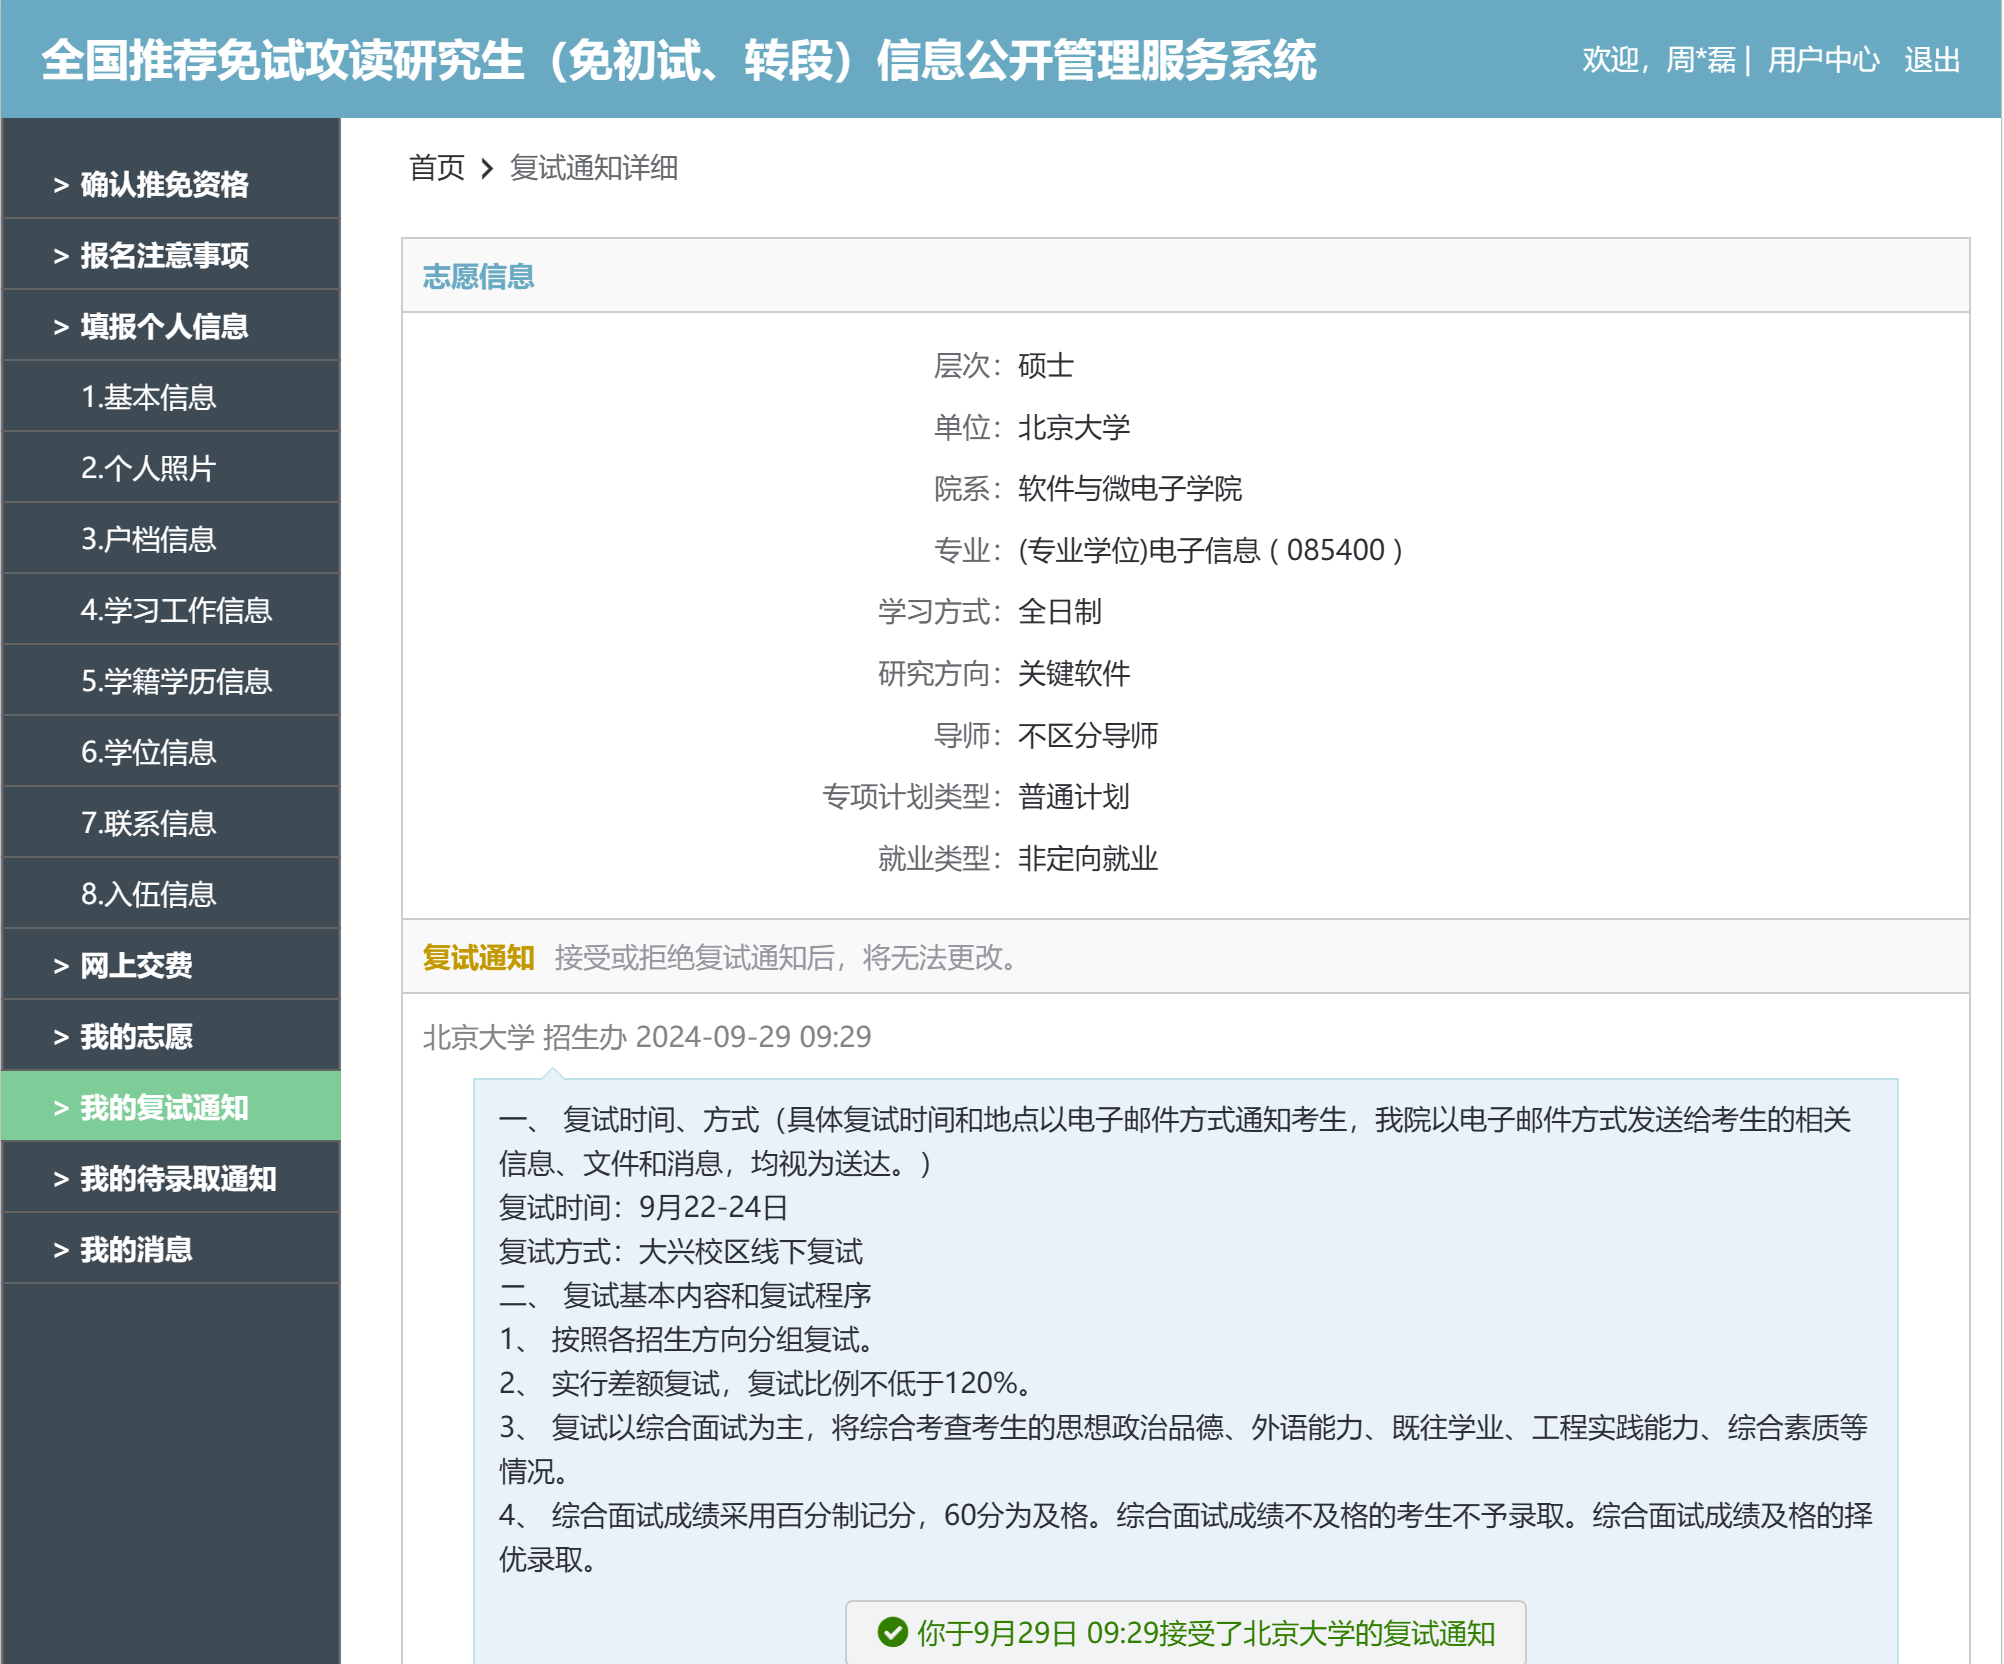 全国推荐免试攻读研究生（免初试、转段）信息公开管理服务系统
欢迎，周*磊 | 用户中心 退出
> 确认推免资格
> 报名注意事项
> 填报个人信息
1.基本信息
2.个人照片
3.户档信息
4.学习工作信息
5.学籍学历信息
6.学位信息
7.联系信息
8.入伍信息
> 网上交费
> 我的志愿
> 我的复试通知
> 我的待录取通知
> 我的消息
首页 > 复试通知详细
志愿信息
层次：硕士
单位：北京大学
院系：软件与微电子学院
专业：(专业学位)电子信息 ( 085400 )
学习方式：全日制
研究方向：关键软件
导师：不区分导师
专项计划类型：普通计划
就业类型：非定向就业
复试通知 接受或拒绝复试通知后，将无法更改。
北京大学 招生办 2024-09-29 09:29
一、 复试时间、方式（具体复试时间和地点以电子邮件方式通知考生，我院以电子邮件方式发送给考生的相关
信息、文件和消息，均视为送达。）
复试时间：9月22-24日
复试方式：大兴校区线下复试
二、 复试基本内容和复试程序
1、 按照各招生方向分组复试。
2、 实行差额复试，复试比例不低于120%。
3、 复试以综合面试为主，将综合考查考生的思想政治品德、外语能力、既往学业、工程实践能力、综合素质等
情况。
4、 综合面试成绩采用百分制记分，60分为及格。综合面试成绩不及格的考生不予录取。综合面试成绩及格的择
优录取。
你于9月29日 09:29接受了北京大学的复试通知